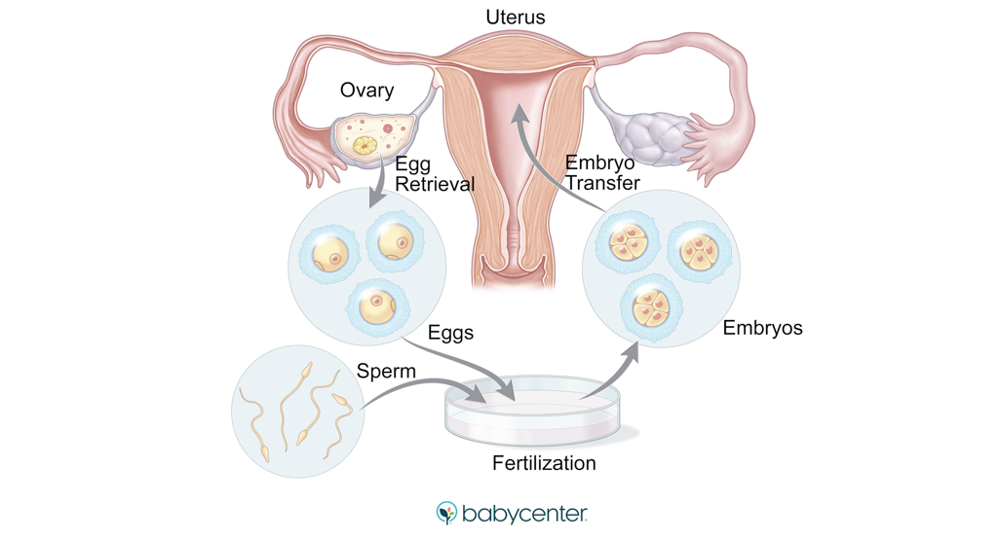 Uterus
Ovary
Egg
Retrieval
Embryo
Transfer
Eggs
Embryos
Sperm
Fertilization
babycenter